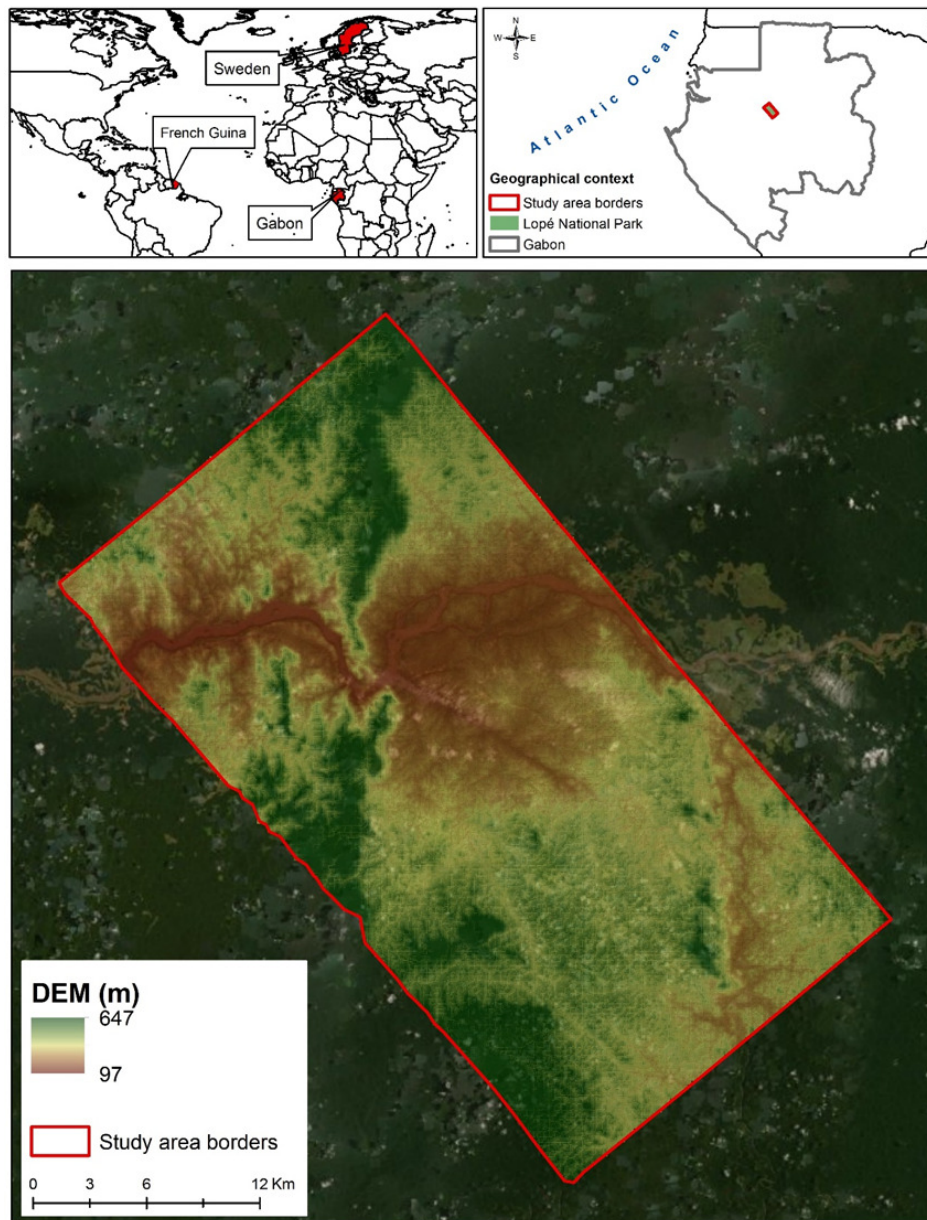 Sweden
French Guina
Gabon
N
W E
S
Atlantic Ocean
Geographical context
Study area borders
Lopé National Park
Gabon
DEM (m)
647
97
Study area borders
0 3 6 12 Km